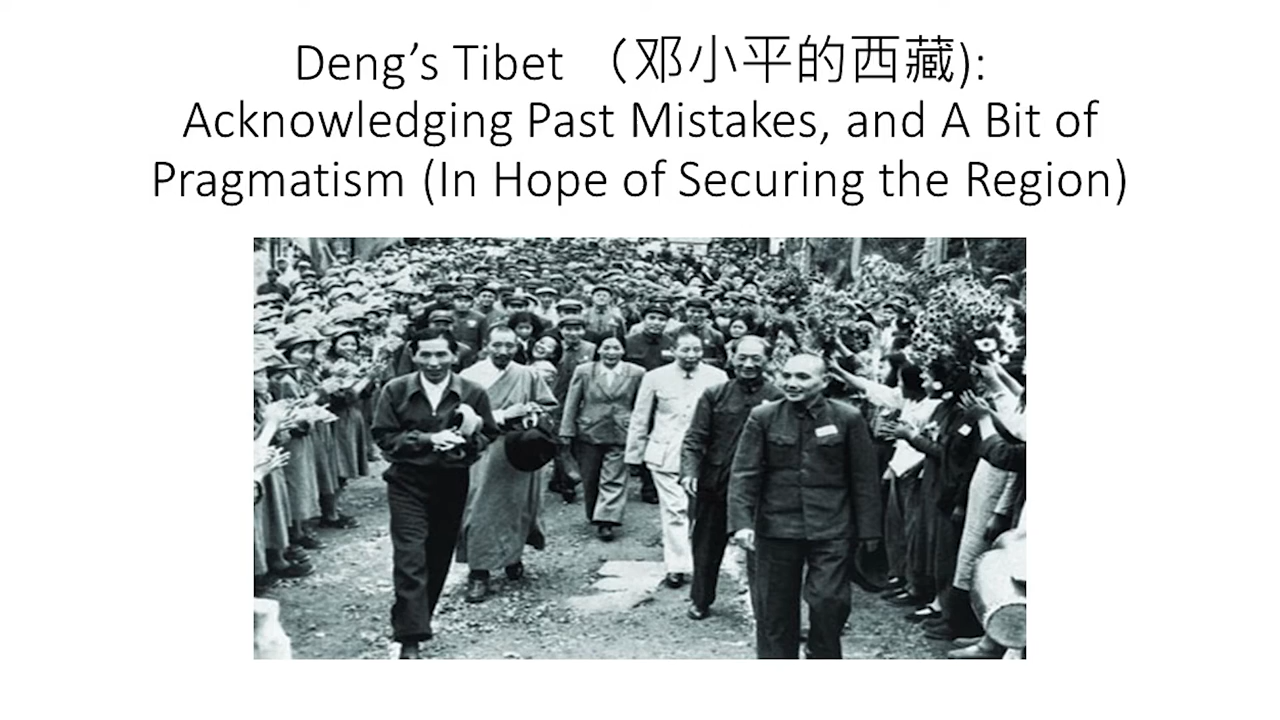 Deng’s Tibet （邓小平的西藏):
Acknowledging Past Mistakes, and A Bit of
Pragmatism (In Hope of Securing the Region)